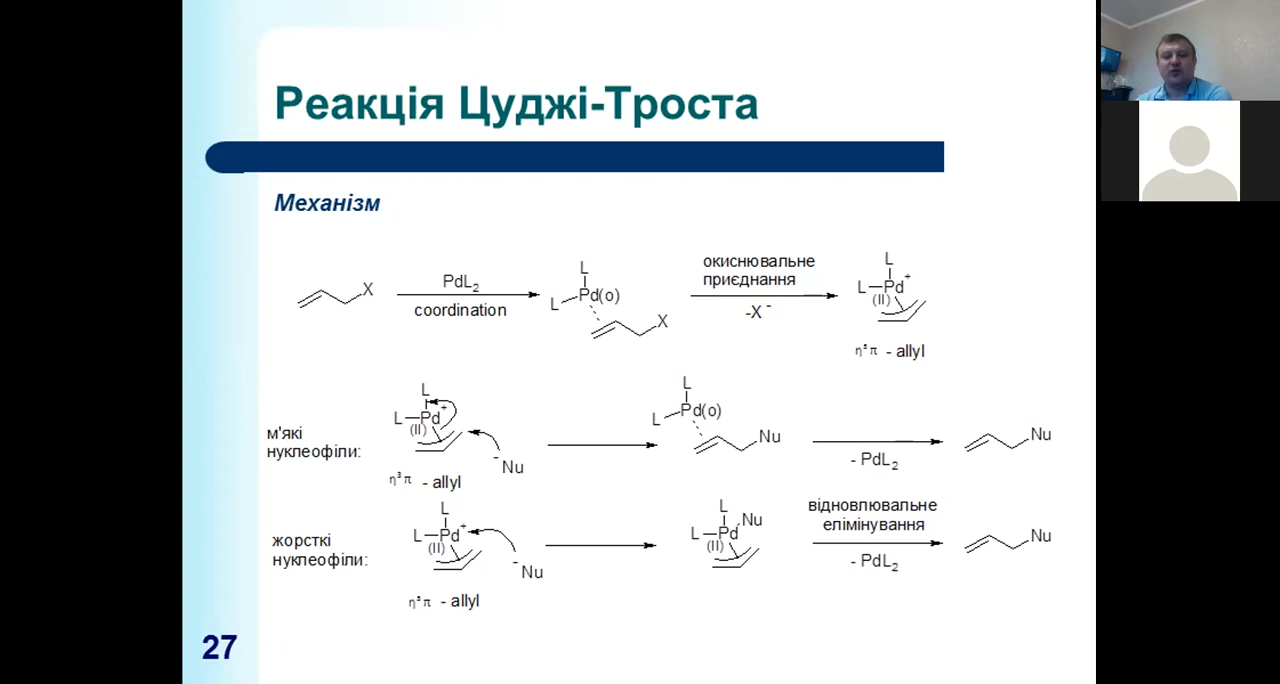 Реакція Цуджі-Троста
Механізм
X
PdL2
coordination
L
L
Pd(o)
X
окиснювальне
приєднання
-X -
L
L Pd +
(II)
η³π - allyl
м'які
нуклеофіли:
L
L Pd +
(II)
η³π - allyl
- Nu
L
L
Pd(o)
Nu
- PdL2
Nu
жорсткі
нуклеофіли:
L
L Pd +
(II)
η³π - allyl
- Nu
L
Nu
L Pd
(II)
відновлювальне
елімінування
- PdL2
Nu
27